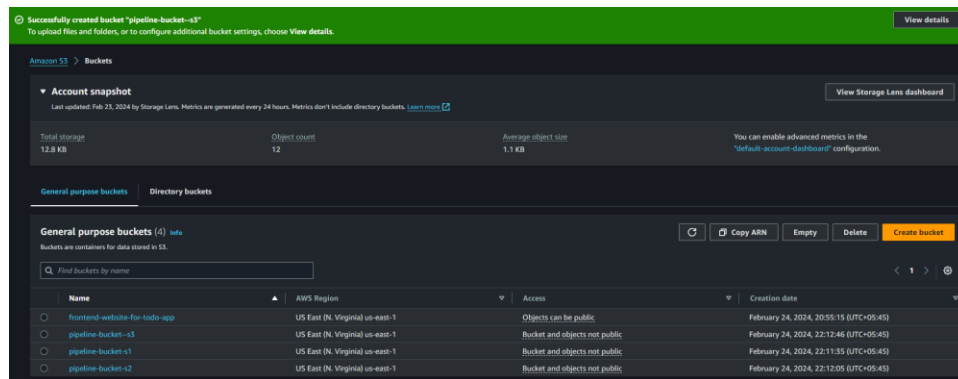 Successfully created bucket "pipeline-bucket--s3"
To upload files and folders, or to configure additional bucket settings, choose View details.
View details
Amazon S3 > Buckets
▼ Account snapshot
Last updated: Feb 23, 2024 by Storage Lens. Metrics are generated every 24 hours. Metrics don't include directory buckets. Learn more
View Storage Lens dashboard
Total storage
12.8 KB
Object count
12
Average object size
1.1 KB
You can enable advanced metrics in the
"default-account-dashboard" configuration.
General purpose buckets Directory buckets
General purpose buckets (4) Info
Buckets are containers for data stored in S3.
Copy ARN Empty Delete Create bucket
Find buckets by name
< 1 >
Name AWS Region Access Creation date
frontend-website-for-todo-app US East (N. Virginia) us-east-1 Objects can be public February 24, 2024, 20:55:15 (UTC+05:45)
pipeline-bucket--s3 US East (N. Virginia) us-east-1 Bucket and objects not public February 24, 2024, 22:12:46 (UTC+05:45)
pipeline-bucket-s1 US East (N. Virginia) us-east-1 Bucket and objects not public February 24, 2024, 22:11:35 (UTC+05:45)
pipeline-bucket-s2 US East (N. Virginia) us-east-1 Bucket and objects not public February 24, 2024, 22:12:05 (UTC+05:45)